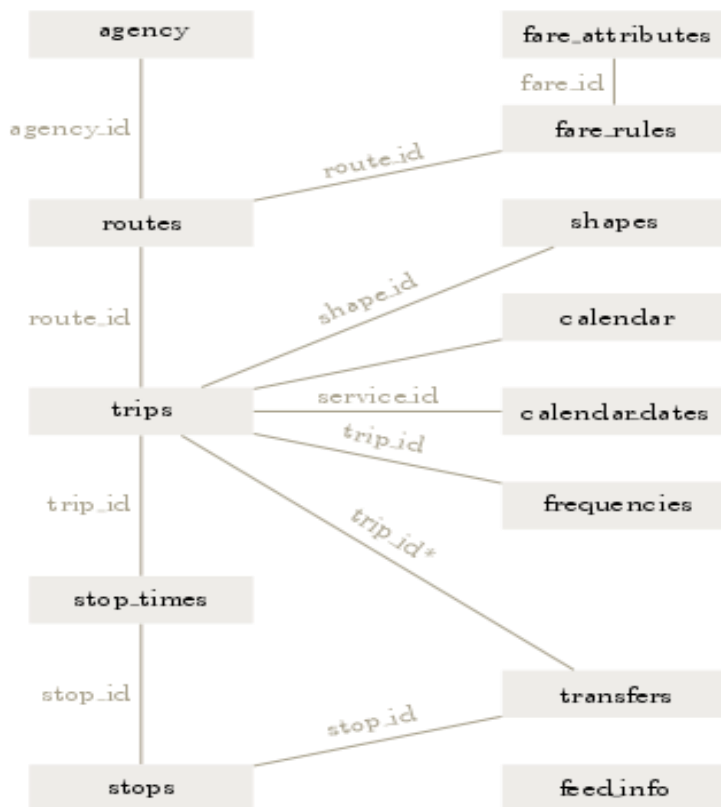 agency
fare_attributes
fare_id
agency_id
fare_rules
route_id
routes
shapes
shape_id
route_id
calendar
service_id
trips
calendar_dates
trip_id
trip_id
frequencies
trip_id*
stop_times
stop_id
transfers
stop_id
stops
feed_info